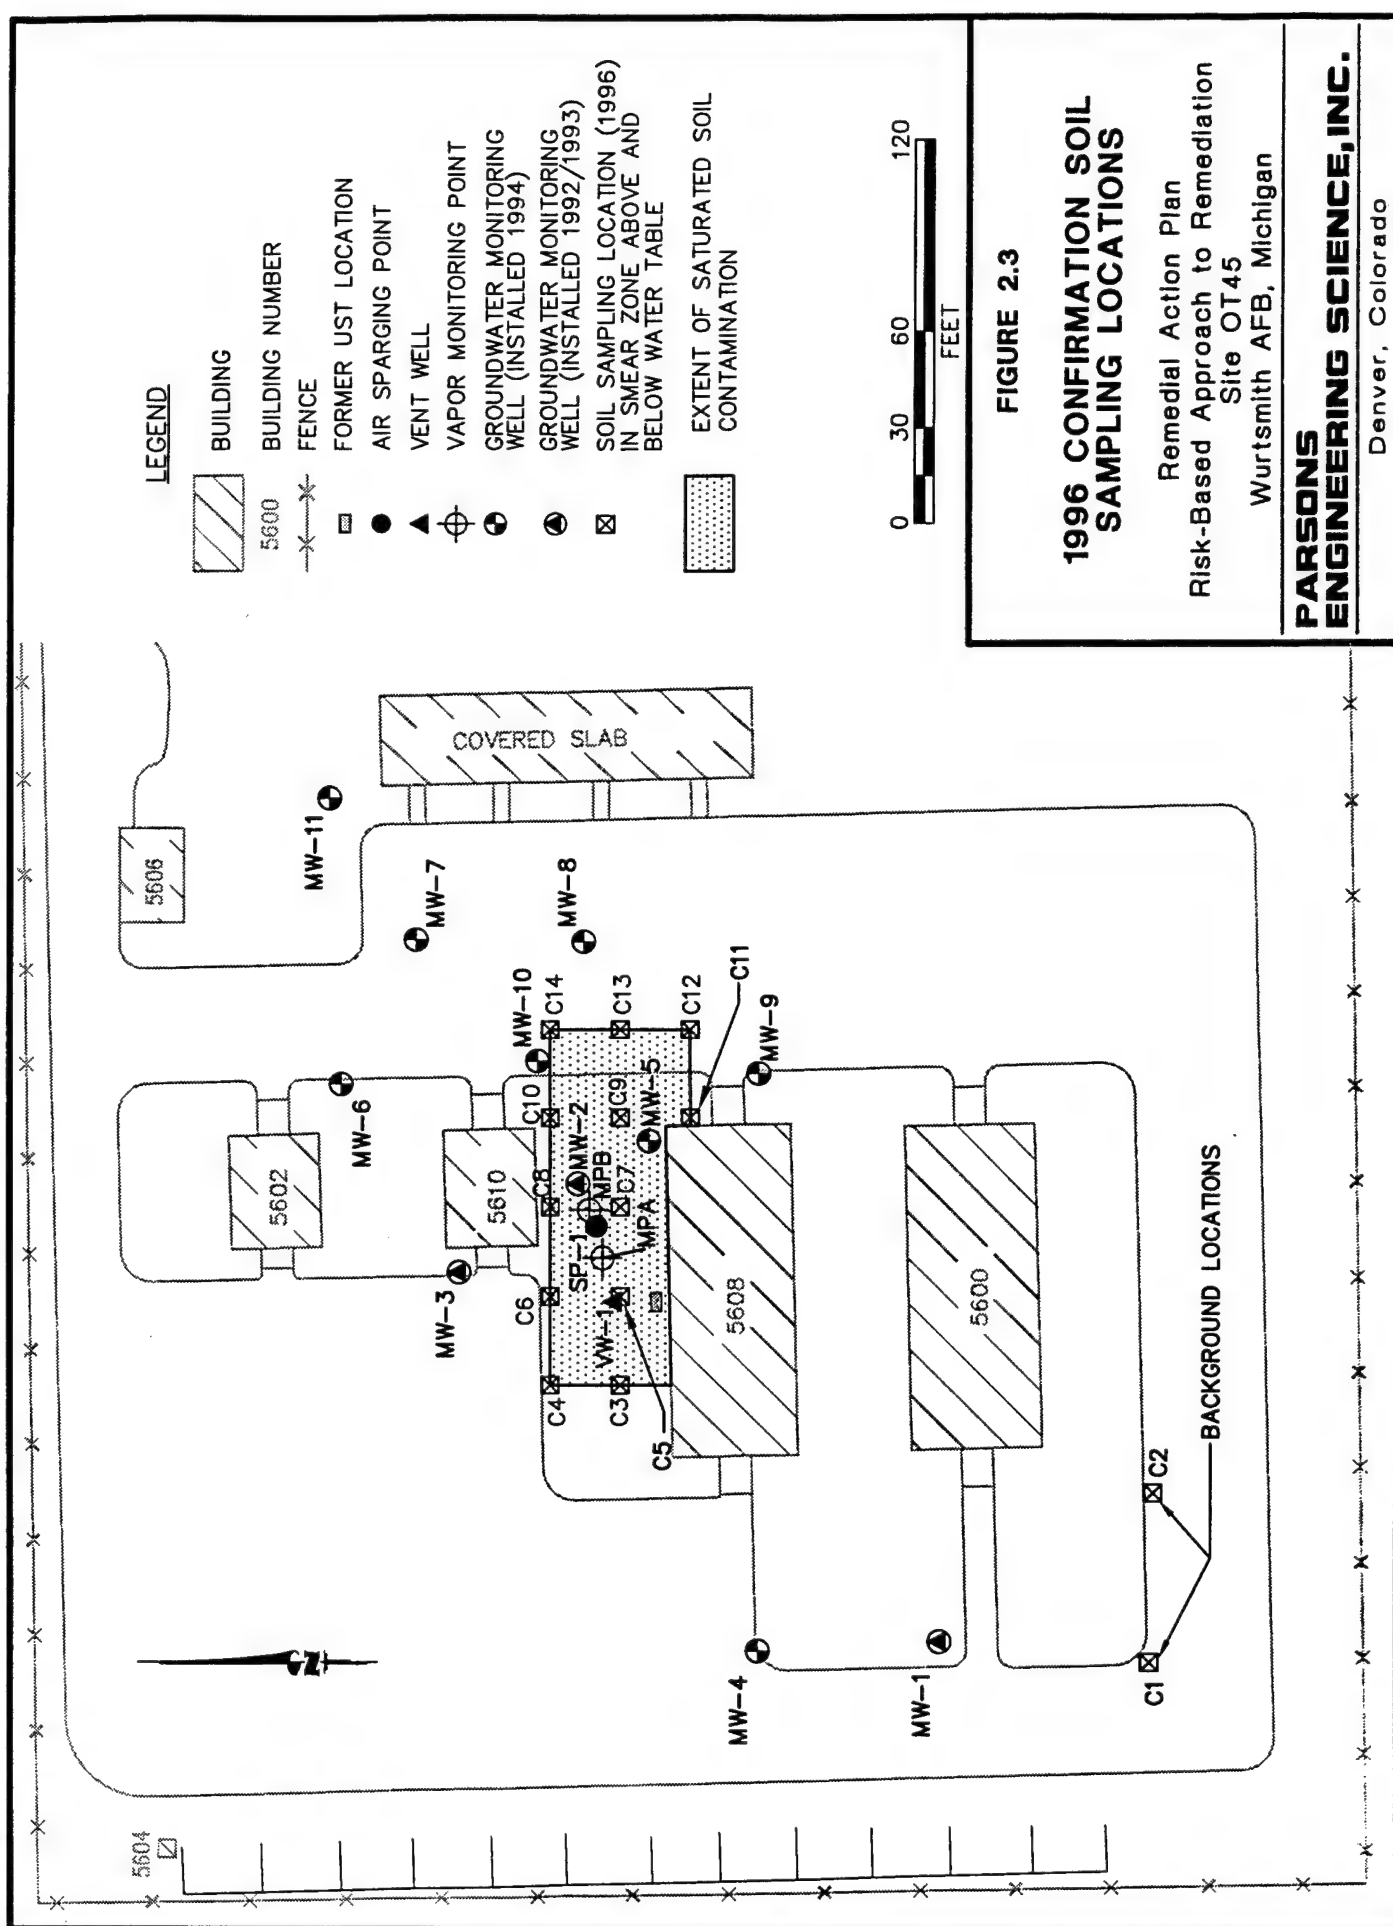 LEGEND
BUILDING
5600
BUILDING NUMBER
FENCE
FORMER UST LOCATION
AIR SPARGING POINT
VENT WELL
VAPOR MONITORING POINT
GROUNDWATER MONITORING
WELL (INSTALLED 1994)
GROUNDWATER MONITORING
WELL (INSTALLED 1992/1993)
SOIL SAMPLING LOCATION (1996)
IN SMEAR ZONE ABOVE AND
BELOW WATER TABLE
EXTENT OF SATURATED SOIL
CONTAMINATION
0
30
60
120
FEET
FIGURE 2.3
1996 CONFIRMATION SOIL
SAMPLING LOCATIONS
Remedial Action Plan
Risk-Based Approach to Remediation
Site OT45
Wurtsmith AFB, Michigan
PARSONS
ENGINEERING SCIENCE, INC.
Denver, Colorado
5604
5602
5606
5610
5608
5600
COVERED SLAB
MW-11
MW-7
MW-8
MW-10
MW-6
MW-3
MW-2
MW-5
MW-9
MW-4
MW-1
C14
C13
C12
C11
C10
C9
C8
C7
C6
C5
C4
C3
C2
C1
SP-1
MPB
MPA
VW-1
BACKGROUND LOCATIONS
N